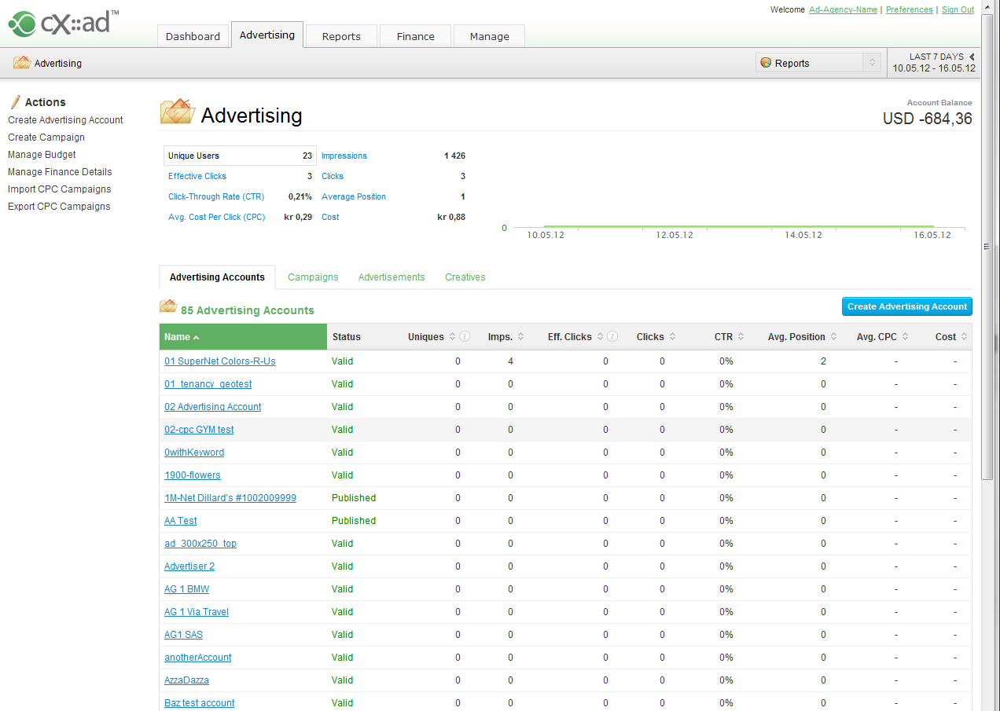 cx::ad™
Welcome Ad-Agency-Name | Preferences | Sign Out
Dashboard Advertising Reports Finance Manage
Advertising
Reports
LAST 7 DAYS
10.05.12 - 16.05.12
Actions
Create Advertising Account
Create Campaign
Manage Budget
Manage Finance Details
Import CPC Campaigns
Export CPC Campaigns
Advertising
Account Balance
USD -684,36
Unique Users 23 Impressions 1 426
Effective Clicks 3 Clicks 3
Click-Through Rate (CTR) 0,21% Average Position 1
Avg. Cost Per Click (CPC) kr 0,29 Cost kr 0,88
0
10.05.12 12.05.12 14.05.12 16.05.12
Advertising Accounts Campaigns Advertisements Creatives
85 Advertising Accounts
Create Advertising Account
Name Status Uniques ? Imps. Eff. Clicks ? Clicks CTR Avg. Position Avg. CPC Cost
01 SuperNet Colors-R-Us Valid 0 4 0 0 0% 2 - -
01_tenancy_geotest Valid 0 0 0 0 0% 0 - -
02 Advertising Account Valid 0 0 0 0 0% 0 - -
02-cpc GYM test Valid 0 0 0 0 0% 0 - -
0withKeyword Valid 0 0 0 0 0% 0 - -
1900-flowers Valid 0 0 0 0 0% 0 - -
1M-Net Dillard's #1002009999 Published 0 0 0 0 0% 0 - -
AA Test Published 0 0 0 0 0% 0 - -
ad_300x250_top Valid 0 0 0 0 0% 0 - -
Advertiser 2 Valid 0 0 0 0 0% 0 - -
AG 1 BMW Valid 0 0 0 0 0% 0 - -
AG 1 Via Travel Valid 0 0 0 0 0% 0 - -
AG1 SAS Valid 0 0 0 0 0% 0 - -
anotherAccount Valid 0 0 0 0 0% 0 - -
AzzaDazza Valid 0 0 0 0 0% 0 - -
Baz test account Valid 0 0 0 0 0% 0 - -